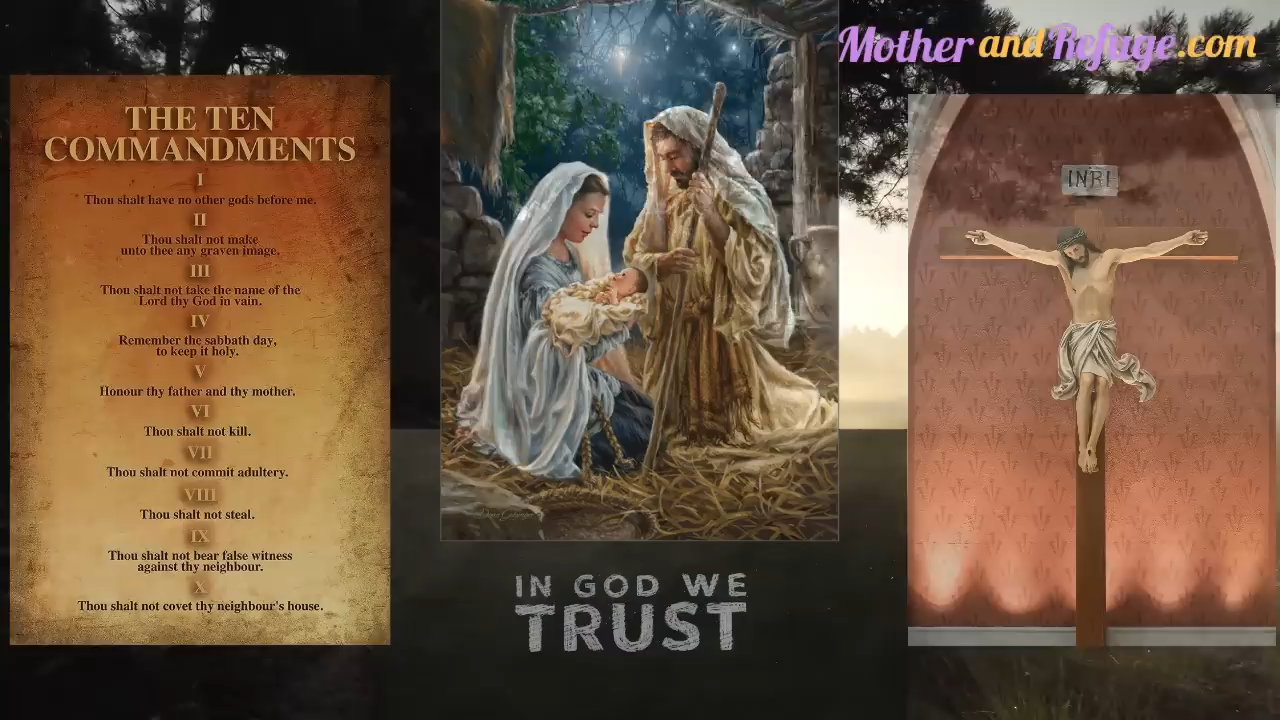 THE TEN
COMMANDMENTS
I
Thou shalt have no other gods before me.
II
Thou shalt not make
unto thee any graven image.
III
Thou shalt not take the name of the
Lord thy God in vain.
IV
Remember the sabbath day,
to keep it holy.
V
Honour thy father and thy mother.
VI
Thou shalt not kill.
VII
Thou shalt not commit adultery.
VIII
Thou shalt not steal.
IX
Thou shalt not bear false witness
against thy neighbour.
X
Thou shalt not covet thy neighbour's house.
IN GOD WE
TRUST
Mother and Refuge.com
INRI